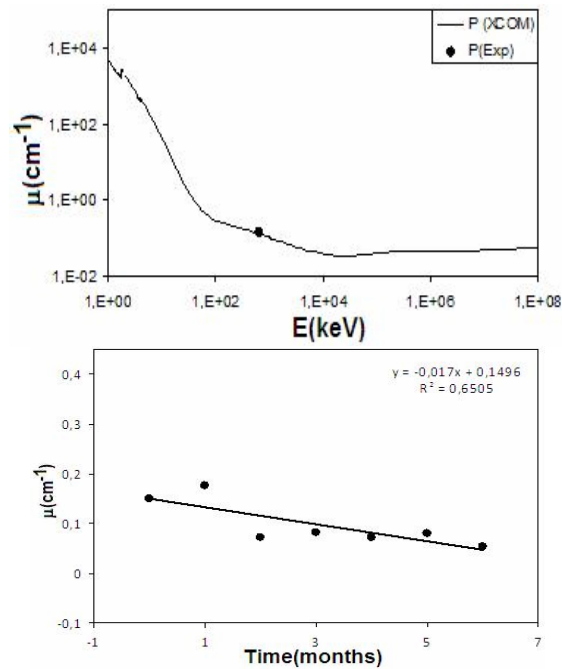 1,E+04
1,E+02
1,E+00
1,E-02
μ(cm-1)
P (XCOM)
P(Exp)
1,E+00 1,E+02 1,E+04 1,E+06 1,E+08
E(keV)
y = -0,017x + 0,1496
R² = 0,6505
0,4
0,3
0,2
0,1
0
-0,1
μ(cm-1)
-1 1 3 5 7
Time(months)